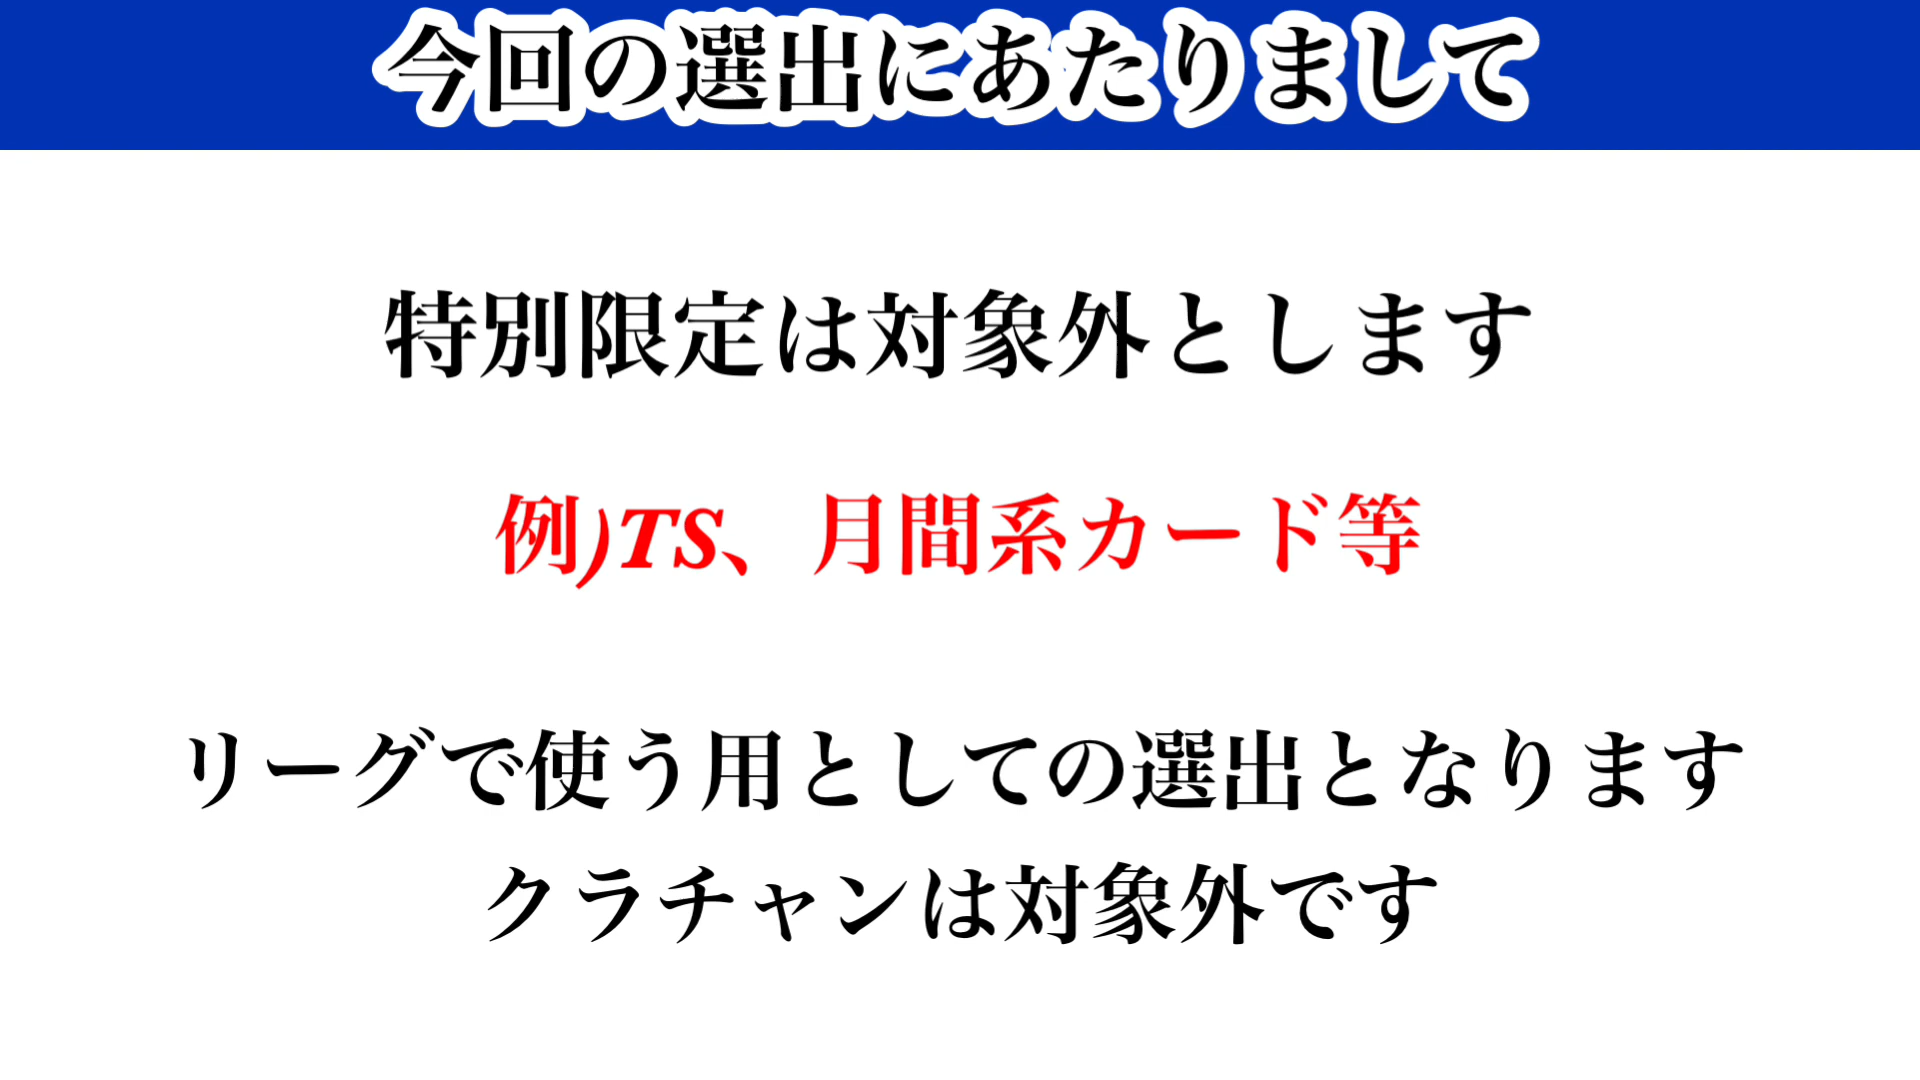 今回の選出にあたりまして
特別限定は対象外とします
例)TS、月間系カード等
リーグで使う用としての選出となります
クラチャンは対象外です